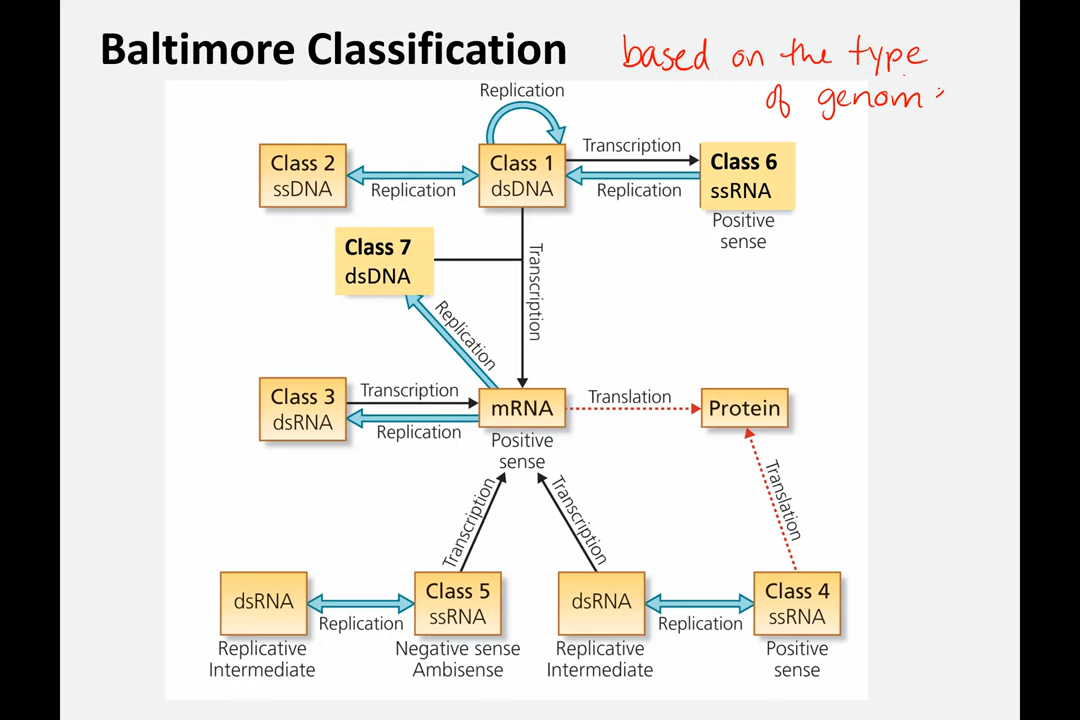 Baltimore Classification
based on the type
of genom
Replication
Class 2
ssDNA
Replication
Class 1
dsDNA
Transcription
Replication
Class 6
ssRNA
Positive
sense
Class 7
dsDNA
Transcription
Replication
Class 3
dsRNA
Transcription
Replication
mRNA
Positive
sense
Translation
Protein
Transcription
Transcription
Translation
dsRNA
Replicative
Intermediate
Replication
Class 5
ssRNA
Negative sense
Ambisense
dsRNA
Replicative
Intermediate
Replication
Class 4
ssRNA
Positive
sense